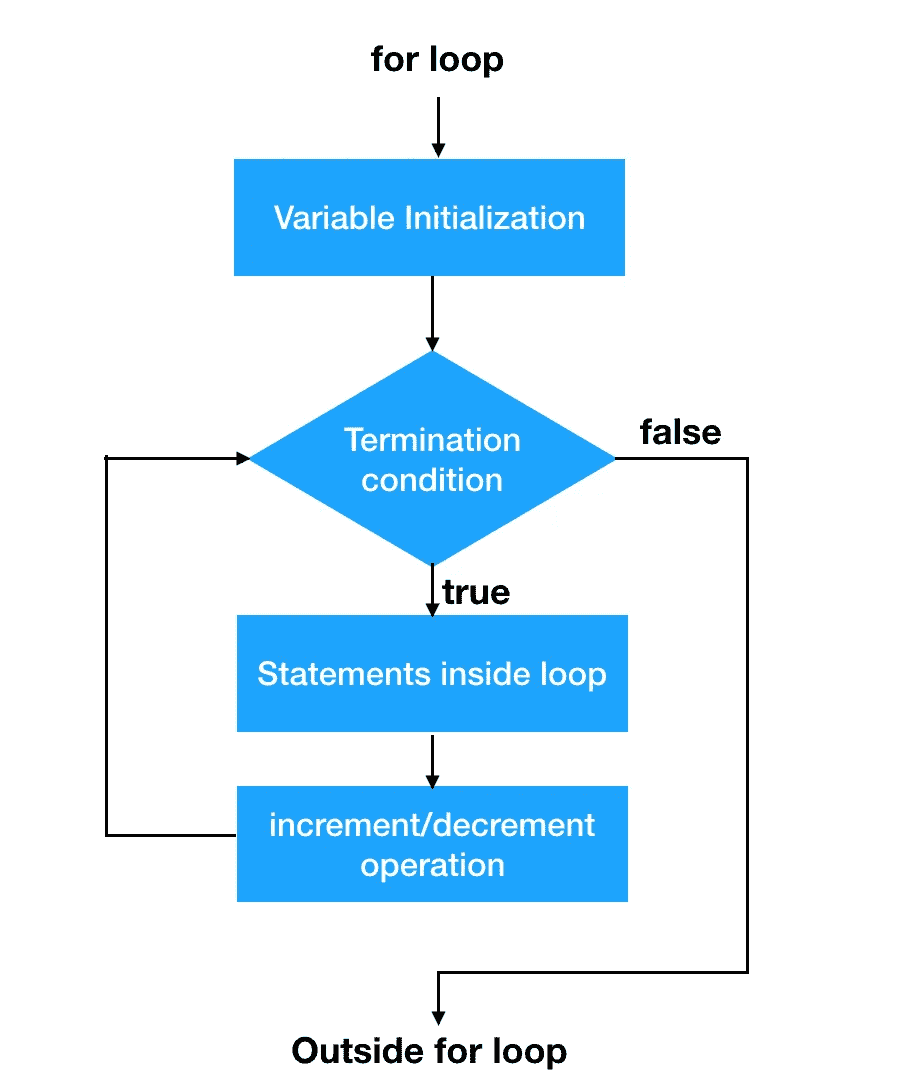 for loop
Variable Initialization
Termination
condition
false
true
Statements inside loop
increment/decrement
operation
Outside for loop